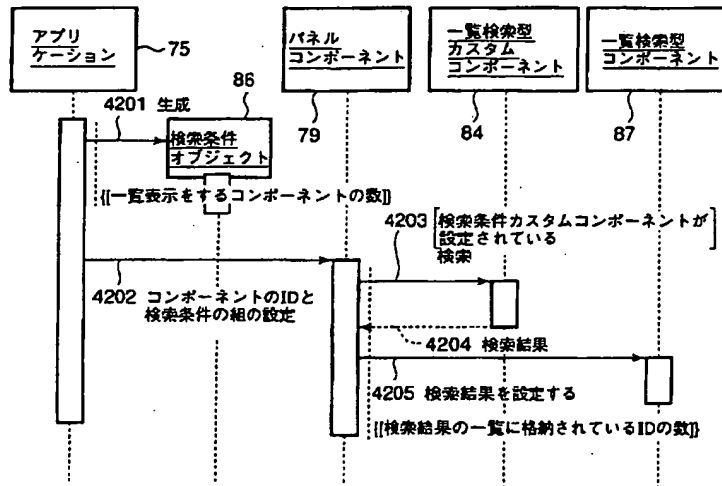 アプリ
ケーション
75
86
パネル
コンポーネント
79
一覧検索型
カスタム
コンポーネント
84
一覧検索型
コンポーネント
87
4201 生成
検索条件
オブジェクト
{[一覧表示をするコンポーネントの数]}
4202 コンポーネントのIDと
検索条件の組の設定
4203
検索条件カスタムコンポーネントが
設定されている
検索
4204 検索結果
4205 検索結果を設定する
{[検索結果の一覧に格納されているIDの数]}